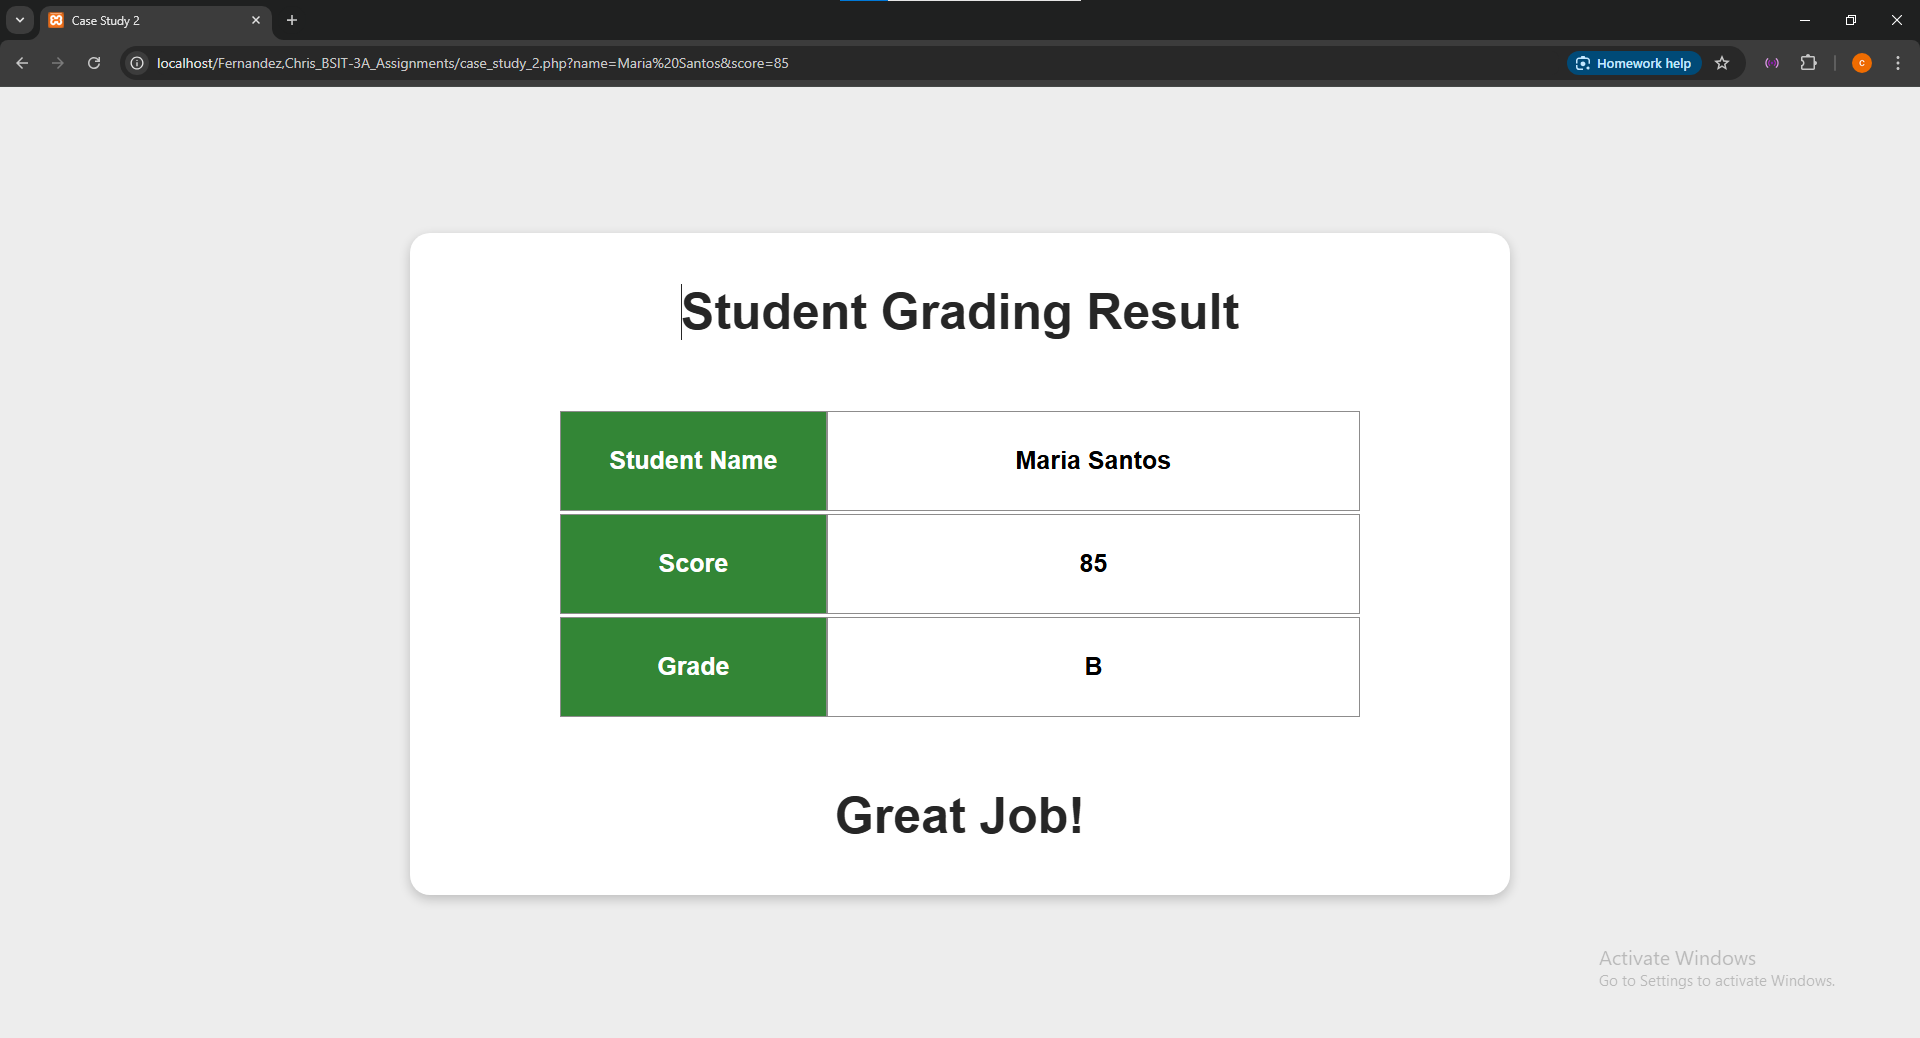 Case Study 2
localhost/Fernandez,Chris_BSIT-3A_Assignments/case_study_2.php?name=Maria%20Santos&score=85
Homework help
c
Student Grading Result
Student Name Maria Santos
Score 85
Grade B
Great Job!
Activate Windows
Go to Settings to activate Windows.